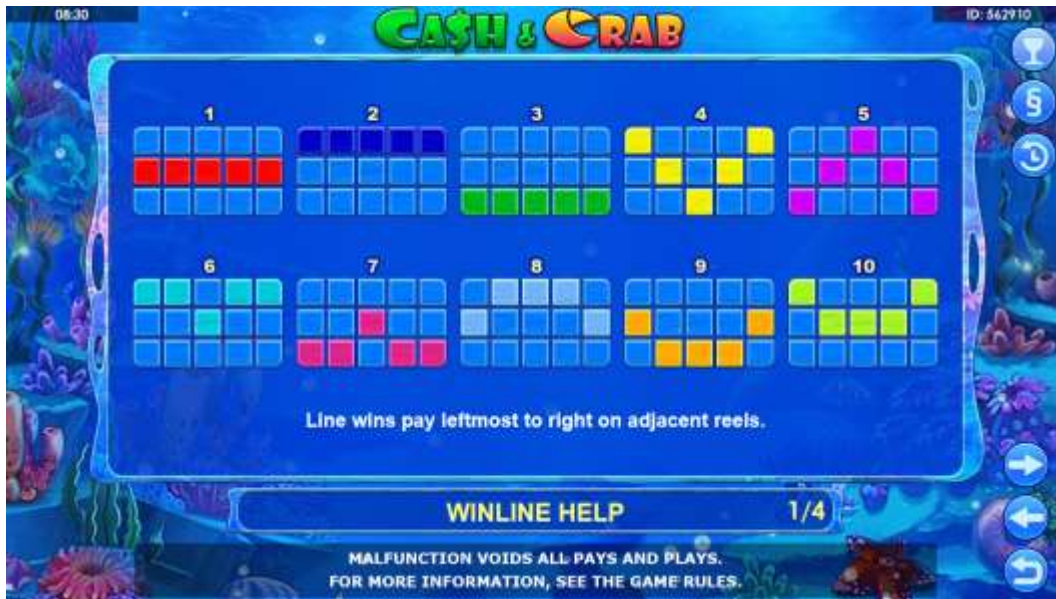 08:30
CA$H & CRAB
ID: 562910
§
1 2 3 4 5
6 7 8 9 10
Line wins pay leftmost to right on adjacent reels.
WINLINE HELP 1/4
MALFUNCTION VOIDS ALL PAYS AND PLAYS.
FOR MORE INFORMATION, SEE THE GAME RULES.